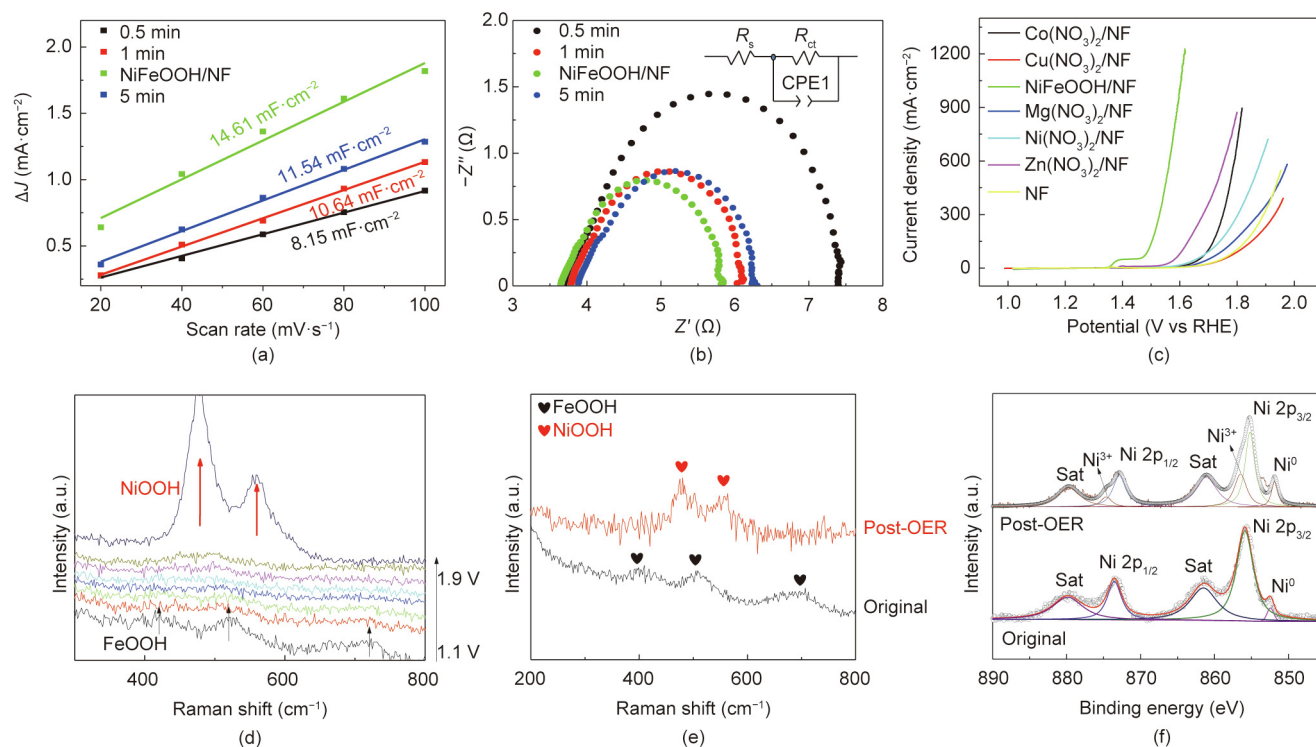 2.0
1.5
1.0
0.5
ΔJ (mA·cm⁻²)
0.5 min
1 min
NiFeOOH/NF
5 min
14.61 mF·cm⁻²
11.54 mF·cm⁻²
10.64 mF·cm⁻²
8.15 mF·cm⁻²
20 40 60 80 100
Scan rate (mV·s⁻¹)
(a)
2.0
1.5
1.0
0.5
0
−Z″ (Ω)
0.5 min
1 min
NiFeOOH/NF
5 min
Rs
Rct
CPE1
3 4 5 6 7 8
Z′ (Ω)
(b)
1200
900
600
300
0
Current density (mA·cm⁻²)
Co(NO₃)₂/NF
Cu(NO₃)₂/NF
NiFeOOH/NF
Mg(NO₃)₂/NF
Ni(NO₃)₂/NF
Zn(NO₃)₂/NF
NF
1.0 1.2 1.4 1.6 1.8 2.0
Potential (V vs RHE)
(c)
Intensity (a.u.)
NiOOH
FeOOH
1.9 V
1.1 V
400 600 800
Raman shift (cm⁻¹)
(d)
Intensity (a.u.)
FeOOH
NiOOH
Post-OER
Original
200 400 600 800
Raman shift (cm⁻¹)
(e)
Intensity (a.u.)
Ni 2p₃/₂
Ni³⁺
Ni³⁺
Ni 2p₁/₂
Sat
Sat
Ni⁰
Post-OER
Ni 2p₃/₂
Ni 2p₁/₂
Sat
Sat
Ni⁰
Original
890 880 870 860 850
Binding energy (eV)
(f)